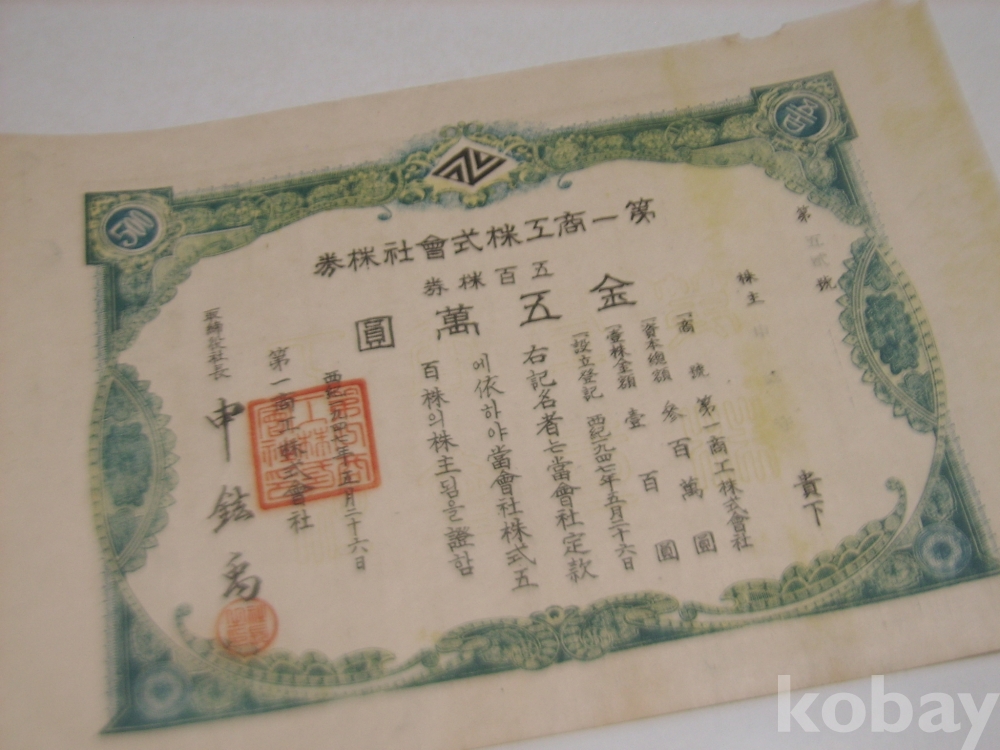 第一商工株式會社株券
五百株券
金五萬圓
第五貳號
株主
貴下
商號 第一商工株式會社
資本總額 參百萬圓
壹株金額 壹百圓
設立登記 西紀一九四七年五月二十六日
右記名者는當會社定款
에依하야當會社株式五
百株의株主됨을證함
西紀一九四七年五月二十六日
第一商工株式會社
取締役社長
申鉉
500
kobay